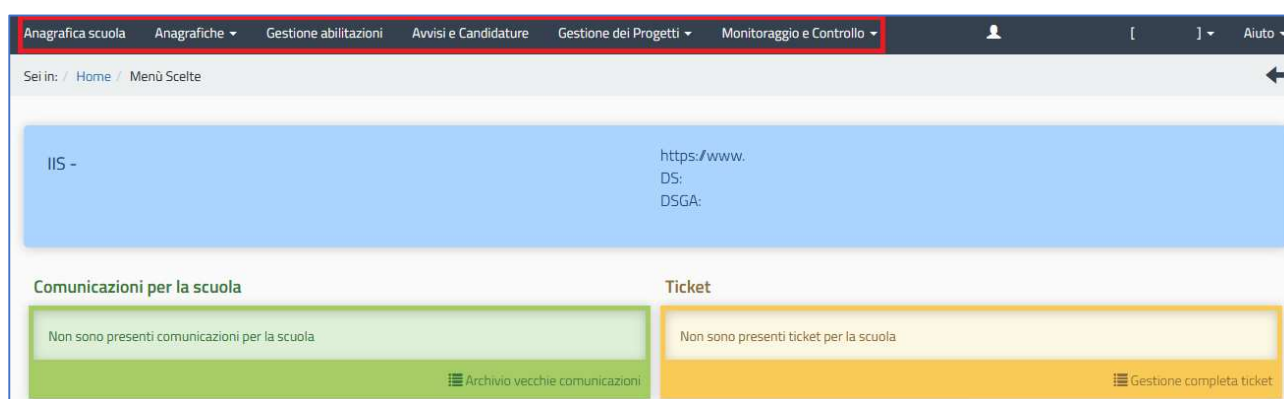 Anagrafica scuola Anagrafiche Gestione abilitazioni Avvisi e Candidature Gestione dei Progetti Monitoraggio e Controllo [ ] Aiuto
Sei in: / Home / Menù Scelte
IIS -
https://www.
DS:
DSGA:
Comunicazioni per la scuola
Non sono presenti comunicazioni per la scuola
Archivio vecchie comunicazioni
Ticket
Non sono presenti ticket per la scuola
Gestione completa ticket